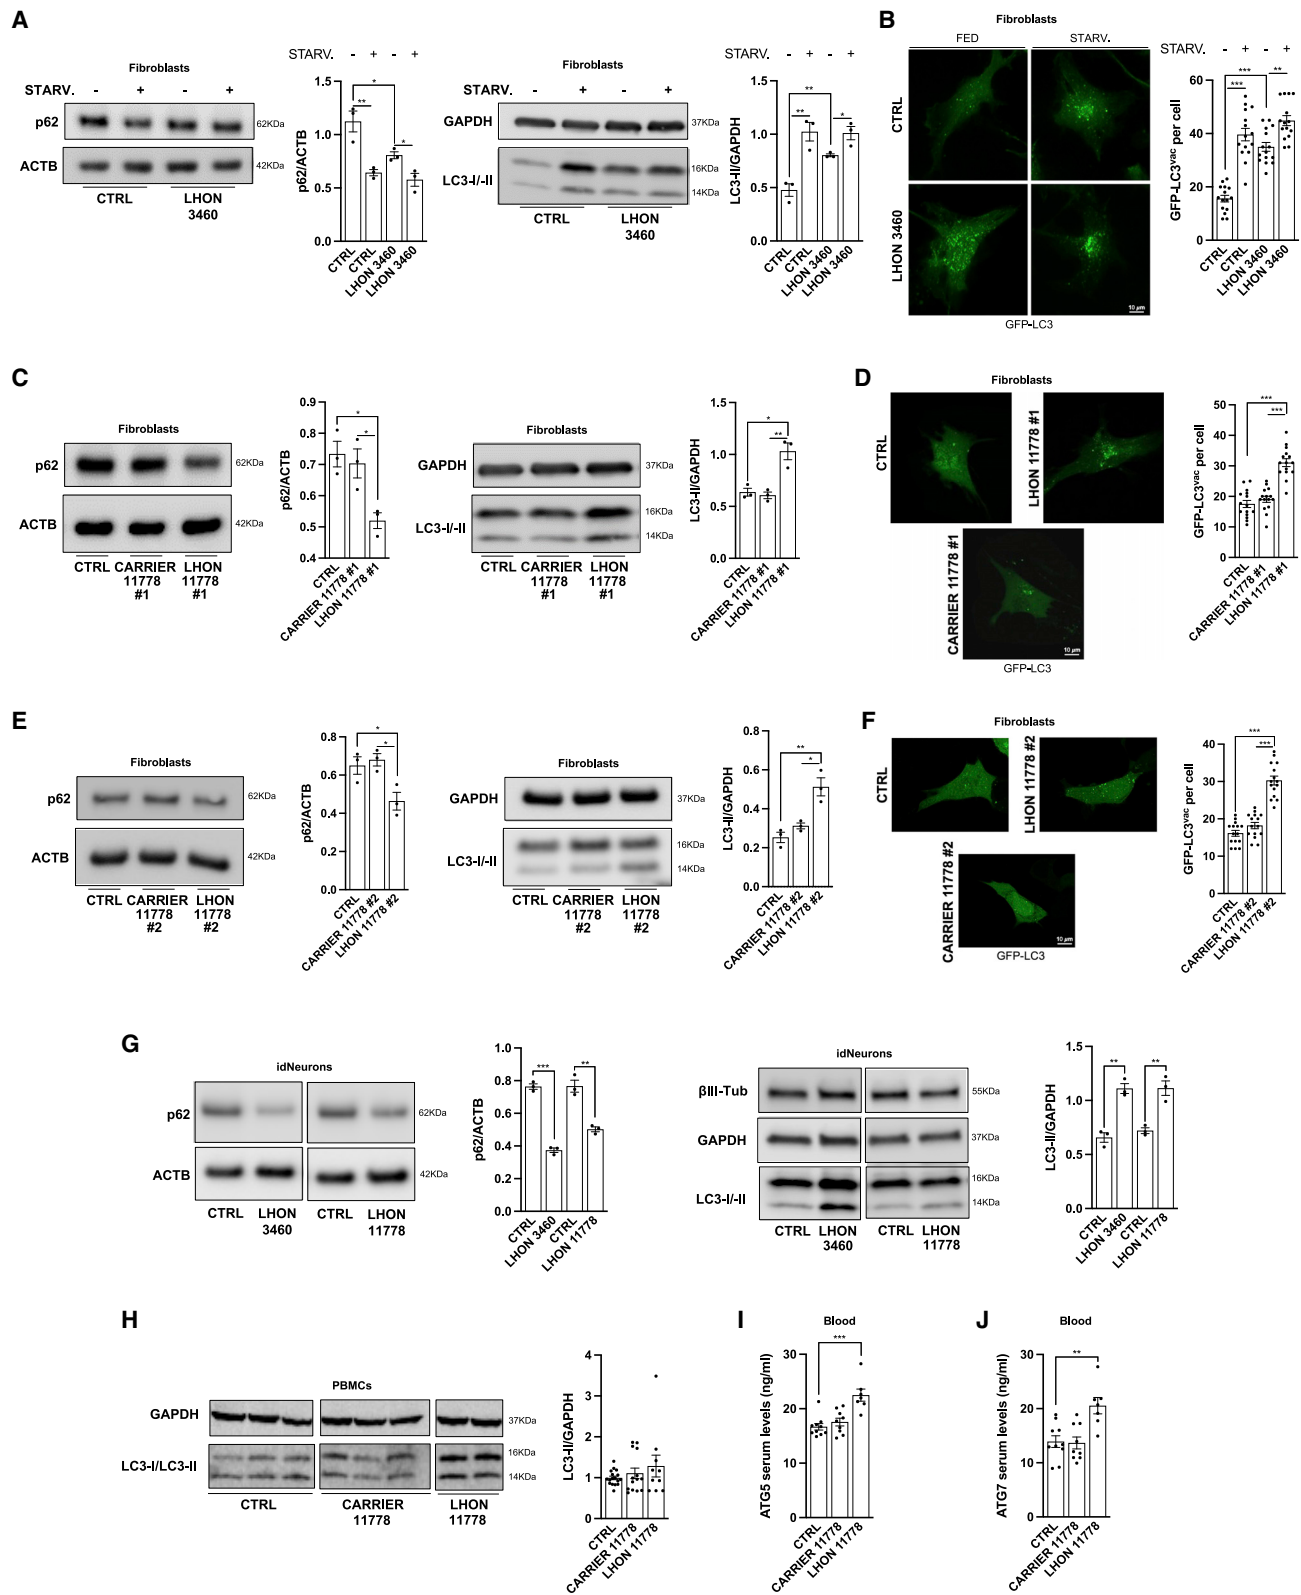 A
Fibroblasts
STARV. - + - +
p62
62KDa
ACTB
42KDa
CTRL LHON
3460
STARV. - + - +
p62/ACTB
1.5
1.0
0.5
0.0
* ** *
CTRL CTRL LHON 3460 LHON 3460
Fibroblasts
STARV. - + - +
GAPDH
37KDa
LC3-I/-II
16KDa
14KDa
CTRL LHON
3460
STARV. - + - +
LC3-II/GAPDH
1.5
1.0
0.5
0.0
** ** *
CTRL CTRL LHON 3460 LHON 3460
B
Fibroblasts
FED STARV.
CTRL
LHON 3460
10 µm
GFP-LC3
STARV. - + - +
GFP-LC3vac per cell
60
40
20
0
*** *** **
CTRL CTRL LHON 3460 LHON 3460
C
Fibroblasts
p62
62KDa
ACTB
42KDa
CTRL CARRIER LHON
11778 11778
#1 #1
p62/ACTB
0.9
0.8
0.7
0.6
0.5
0.4
* *
CTRL CARRIER 11778 #1 LHON 11778 #1
Fibroblasts
GAPDH
37KDa
LC3-I/-II
16KDa
14KDa
CTRL CARRIER LHON
11778 11778
#1 #1
LC3-II/GAPDH
1.5
1.0
0.5
0.0
* **
CTRL CARRIER 11778 #1 LHON 11778 #1
D
Fibroblasts
CTRL
LHON 11778 #1
CARRIER 11778 #1
10 µm
GFP-LC3
GFP-LC3vac per cell
50
40
30
20
10
0
*** ***
CTRL CARRIER 11778 #1 LHON 11778 #1
E
Fibroblasts
p62
62KDa
ACTB
42KDa
CTRL CARRIER LHON
11778 11778
#2 #2
p62/ACTB
0.8
0.6
0.4
0.2
0.0
* *
CTRL CARRIER 11778 #2 LHON 11778 #2
Fibroblasts
GAPDH
37KDa
LC3-I/-II
16KDa
14KDa
CTRL CARRIER LHON
11778 11778
#2 #2
LC3-II/GAPDH
0.8
0.6
0.4
0.2
0.0
** *
CTRL CARRIER 11778 #2 LHON 11778 #2
F
Fibroblasts
CTRL
LHON 11778 #2
CARRIER 11778 #2
10 µm
GFP-LC3
GFP-LC3vac per cell
40
30
20
10
0
*** ***
CTRL CARRIER 11778 #2 LHON 11778 #2
G
idNeurons
p62
62KDa
ACTB
42KDa
CTRL LHON CTRL LHON
3460 11778
p62/ACTB
1.0
0.8
0.6
0.4
0.2
0.0
*** **
CTRL LHON 3460 CTRL LHON 11778
idNeurons
βIII-Tub
55KDa
GAPDH
37KDa
LC3-I/-II
16KDa
14KDa
CTRL LHON CTRL LHON
3460 11778
LC3-II/GAPDH
1.5
1.0
0.5
0.0
** **
CTRL LHON 3460 CTRL LHON 11778
H
PBMCs
GAPDH
37KDa
LC3-I/LC3-II
16KDa
14KDa
CTRL CARRIER LHON
11778 11778
LC3-II/GAPDH
4
3
2
1
0
CTRL CARRIER 11778 LHON 11778
I
Blood
ATG5 serum levels (ng/ml)
30
20
10
0
***
CTRL CARRIER 11778 LHON 11778
J
Blood
ATG7 serum levels (ng/ml)
30
20
10
0
**
CTRL CARRIER 11778 LHON 11778